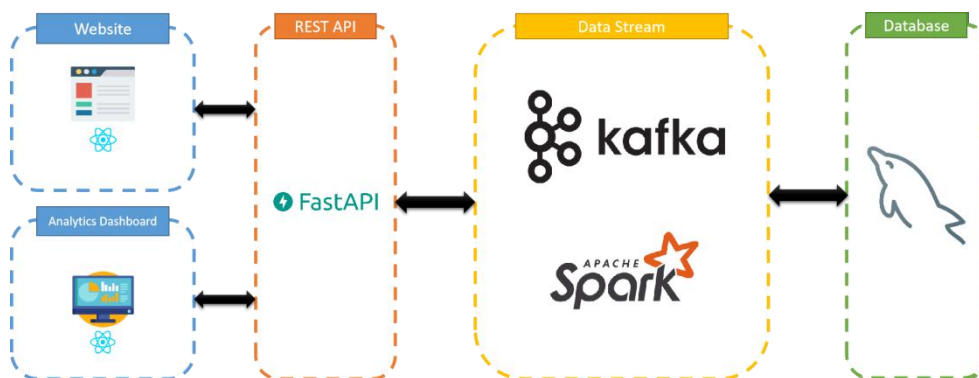 Website
REST API
Data Stream
Database
kafka
FastAPI
Analytics Dashboard
APACHE
Spark